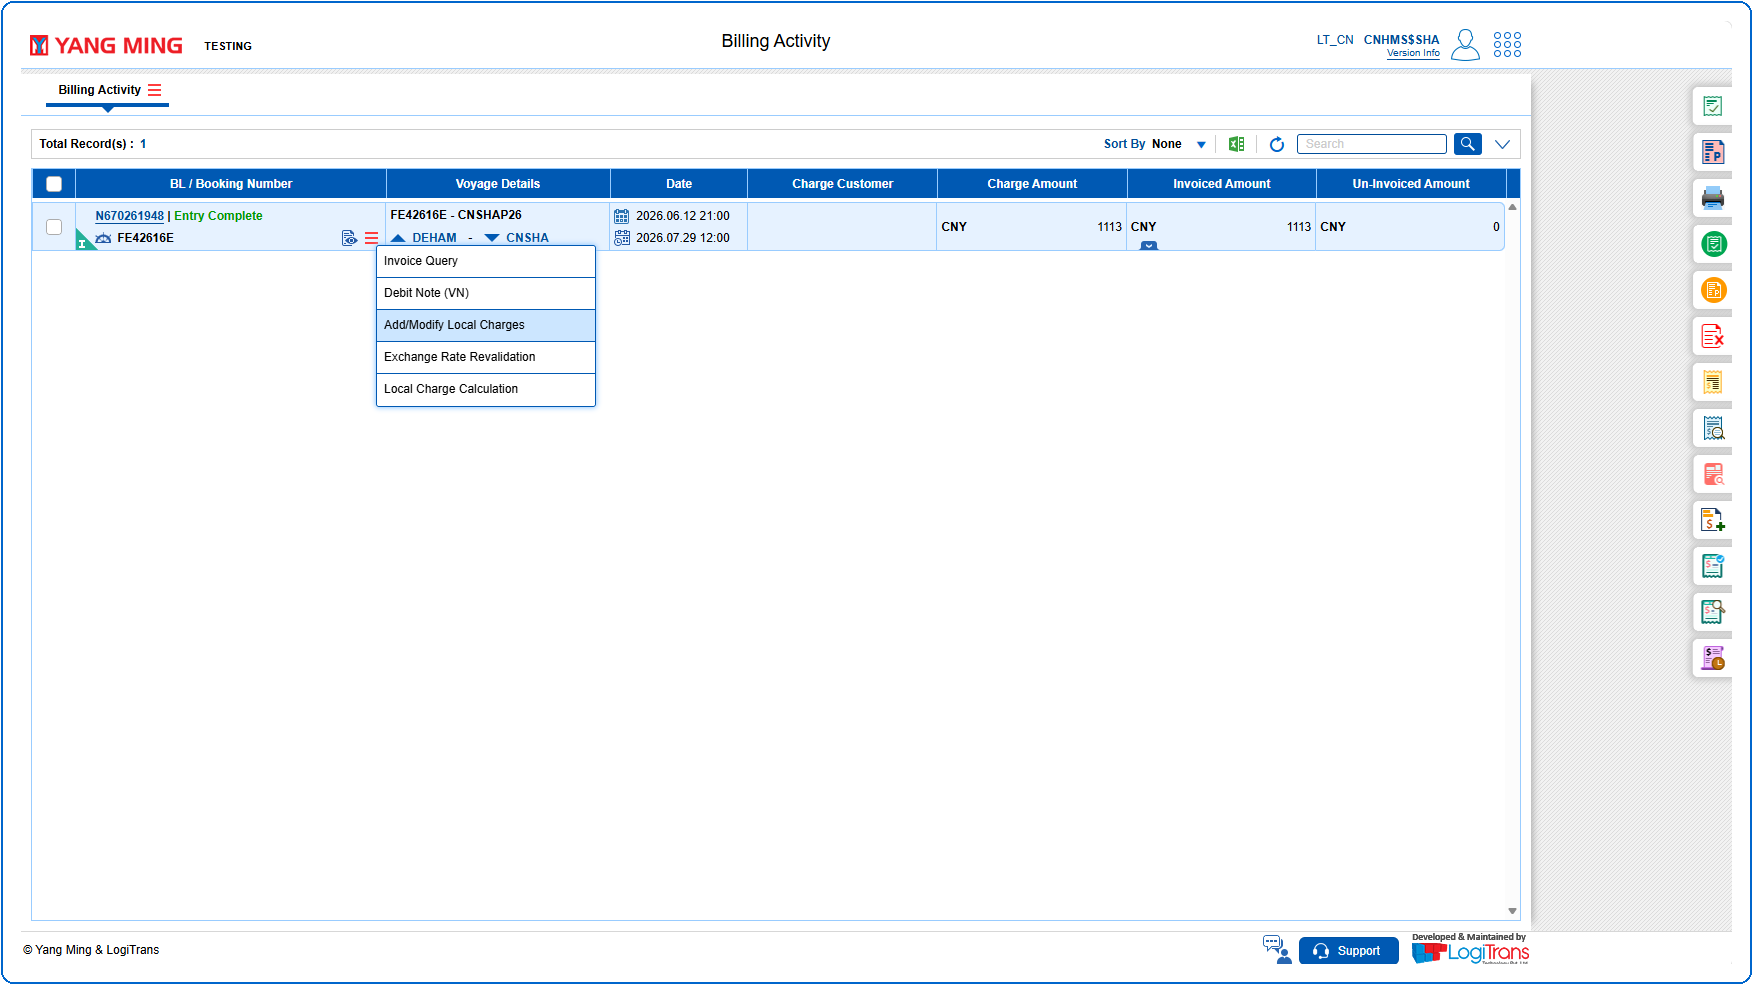 YANG MING TESTING
Billing Activity
LT_CN CNHMS$SHA
Version Info
Billing Activity
Total Record(s) : 1
Sort By None
Search
BL / Booking Number Voyage Details Date Charge Customer Charge Amount Invoiced Amount Un-Invoiced Amount
N670261948 | Entry Complete FE42616E - CNSHAP26 2026.06.12 21:00
CNY 1113 CNY 1113 CNY 0
I FE42616E DEHAM - CNSHA 2026.07.29 12:00
Invoice Query
Debit Note (VN)
Add/Modify Local Charges
Exchange Rate Revalidation
Local Charge Calculation
© Yang Ming & LogiTrans
Support
Developed & Maintained by
LogiTrans
Technology Pvt. Ltd